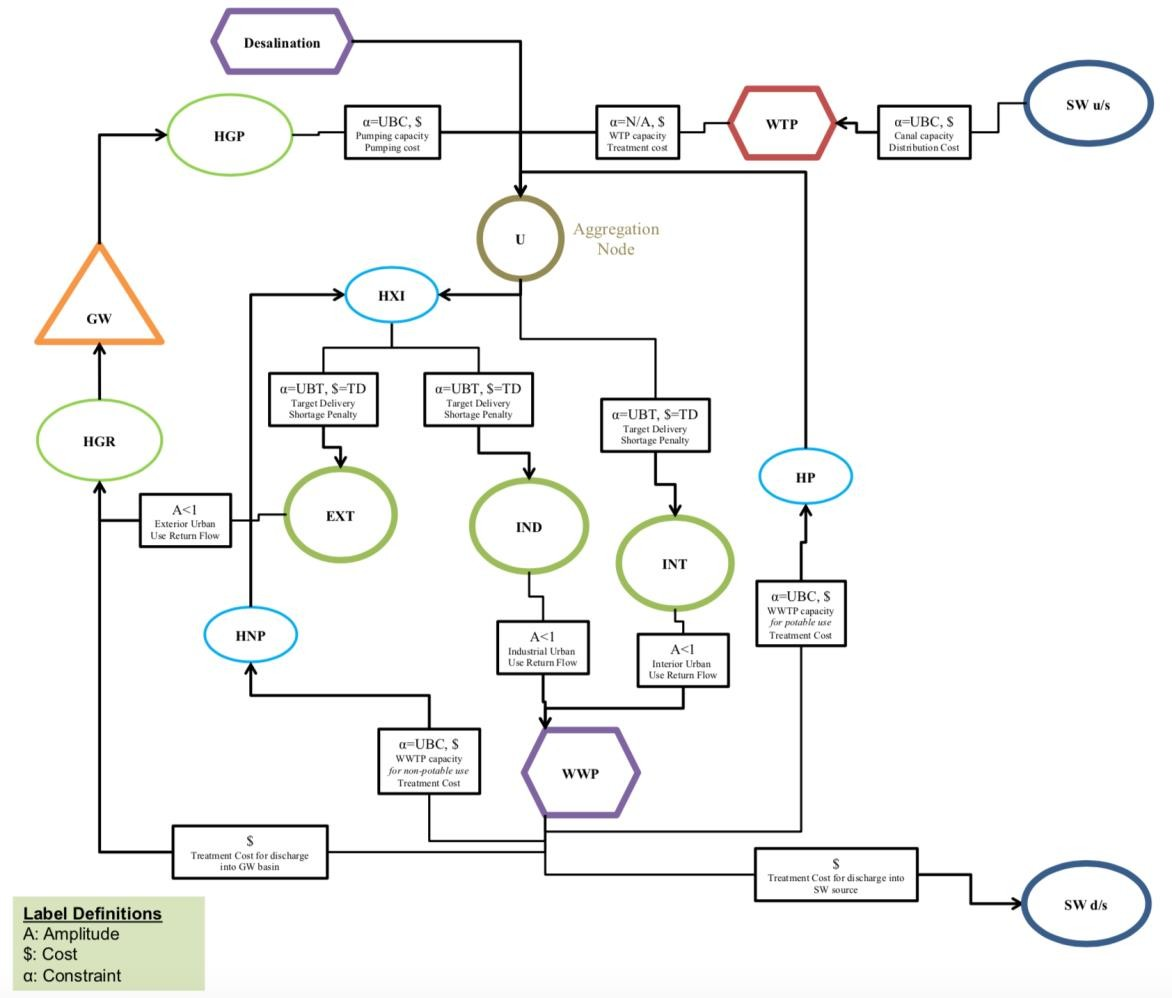 Desalination
SW u/s
HGP
α=UBC, $
Pumping capacity
Pumping cost
α=N/A, $
WTP capacity
Treatment cost
WTP
α=UBC, $
Canal capacity
Distribution Cost
U
Aggregation
Node
GW
HXI
α=UBT, $=TD
Target Delivery
Shortage Penalty
α=UBT, $=TD
Target Delivery
Shortage Penalty
α=UBT, $=TD
Target Delivery
Shortage Penalty
HGR
HP
A<1
Exterior Urban
Use Return Flow
EXT
IND
INT
HNP
A<1
Industrial Urban
Use Return Flow
A<1
Interior Urban
Use Return Flow
α=UBC, $
WWTP capacity
for potable use
Treatment Cost
α=UBC, $
WWTP capacity
for non-potable use
Treatment Cost
WWP
$
Treatment Cost for discharge
into GW basin
$
Treatment Cost for discharge into
SW source
SW d/s
Label Definitions
A: Amplitude
$: Cost
α: Constraint